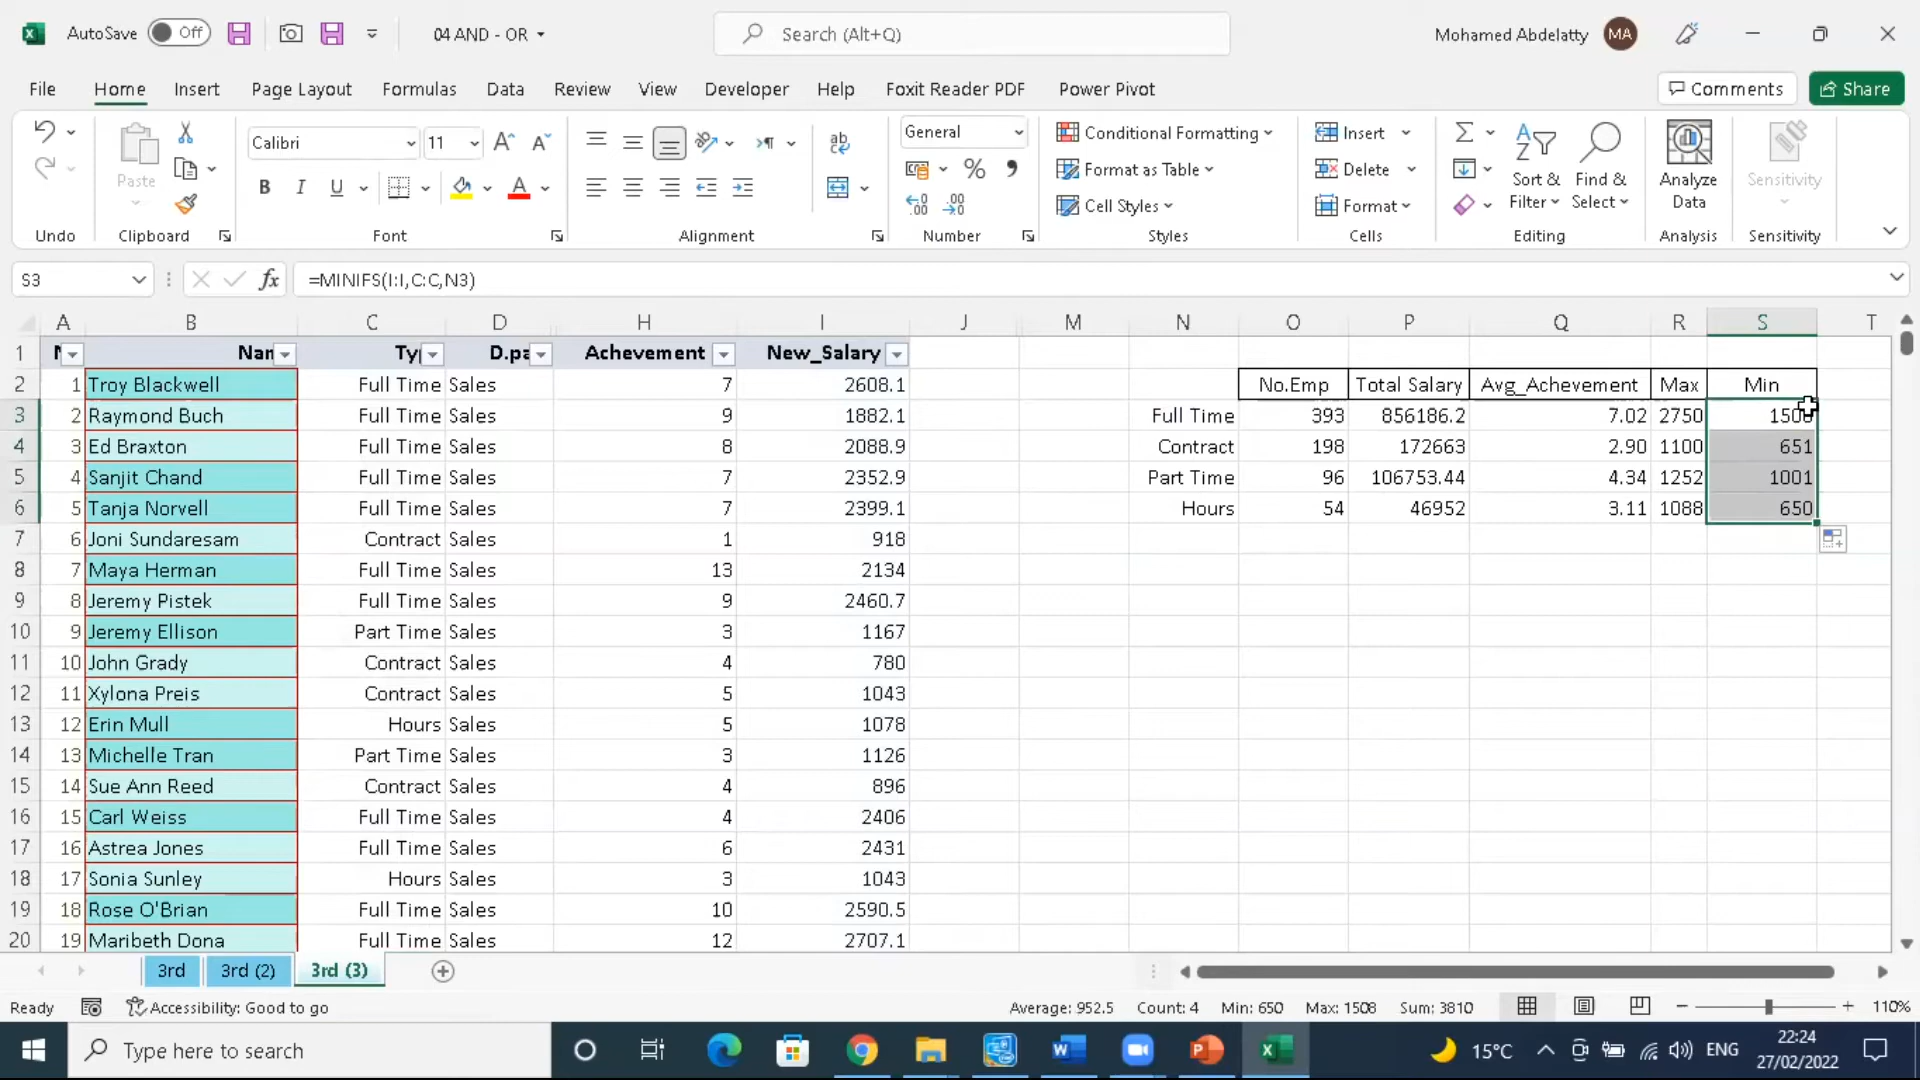 AutoSave Off 04 AND - OR Search (Alt+Q) Mohamed Abdelatty MA
File Home Insert Page Layout Formulas Data Review View Developer Help Foxit Reader PDF Power Pivot Comments Share
Calibri 11 General Conditional Formatting Insert
Paste Format as Table Delete Sort & Filter Find & Select Analyze Data Sensitivity
B I U Cell Styles Format
Undo Clipboard Font Alignment Number Styles Cells Editing Analysis Sensitivity
S3 fx =MINIFS(I:I,C:C,N3)
A B C D H I J M N O P Q R S T
1 D.pa Achevement New_Salary
2 1 Troy Blackwell Full Time Sales 7 2608.1 No.Emp Total Salary Avg_Achevement Max Min
3 2 Raymond Buch Full Time Sales 9 1882.1 Full Time 393 856186.2 7.02 2750
4 3 Ed Braxton Full Time Sales 8 2088.9 Contract 198 172663 2.90 1100 651
5 4 Sanjit Chand Full Time Sales 7 2352.9 Part Time 96 106753.44 4.34 1252 1001
6 5 Tanja Norvell Full Time Sales 7 2399.1 Hours 54 46952 3.11 1088 650
7 6 Joni Sundaresam Contract Sales 1 918
8 7 Maya Herman Full Time Sales 13 2134
9 8 Jeremy Pistek Full Time Sales 9 2460.7
10 9 Jeremy Ellison Part Time Sales 3 1167
11 10 John Grady Contract Sales 4 780
12 11 Xylona Preis Contract Sales 5 1043
13 12 Erin Mull Hours Sales 5 1078
14 13 Michelle Tran Part Time Sales 3 1126
15 14 Sue Ann Reed Contract Sales 4 896
16 15 Carl Weiss Full Time Sales 4 2406
17 16 Astrea Jones Full Time Sales 6 2431
18 17 Sonia Sunley Hours Sales 3 1043
19 18 Rose O'Brian Full Time Sales 10 2590.5
20 19 Maribeth Dona Full Time Sales 12 2707.1
3rd 3rd (2) 3rd (3)
Ready Accessibility: Good to go Average: 952.5 Count: 4 Min: 650 Max: 1508 Sum: 3810 110%
Type here to search 15°C ENG 22:24
27/02/2022